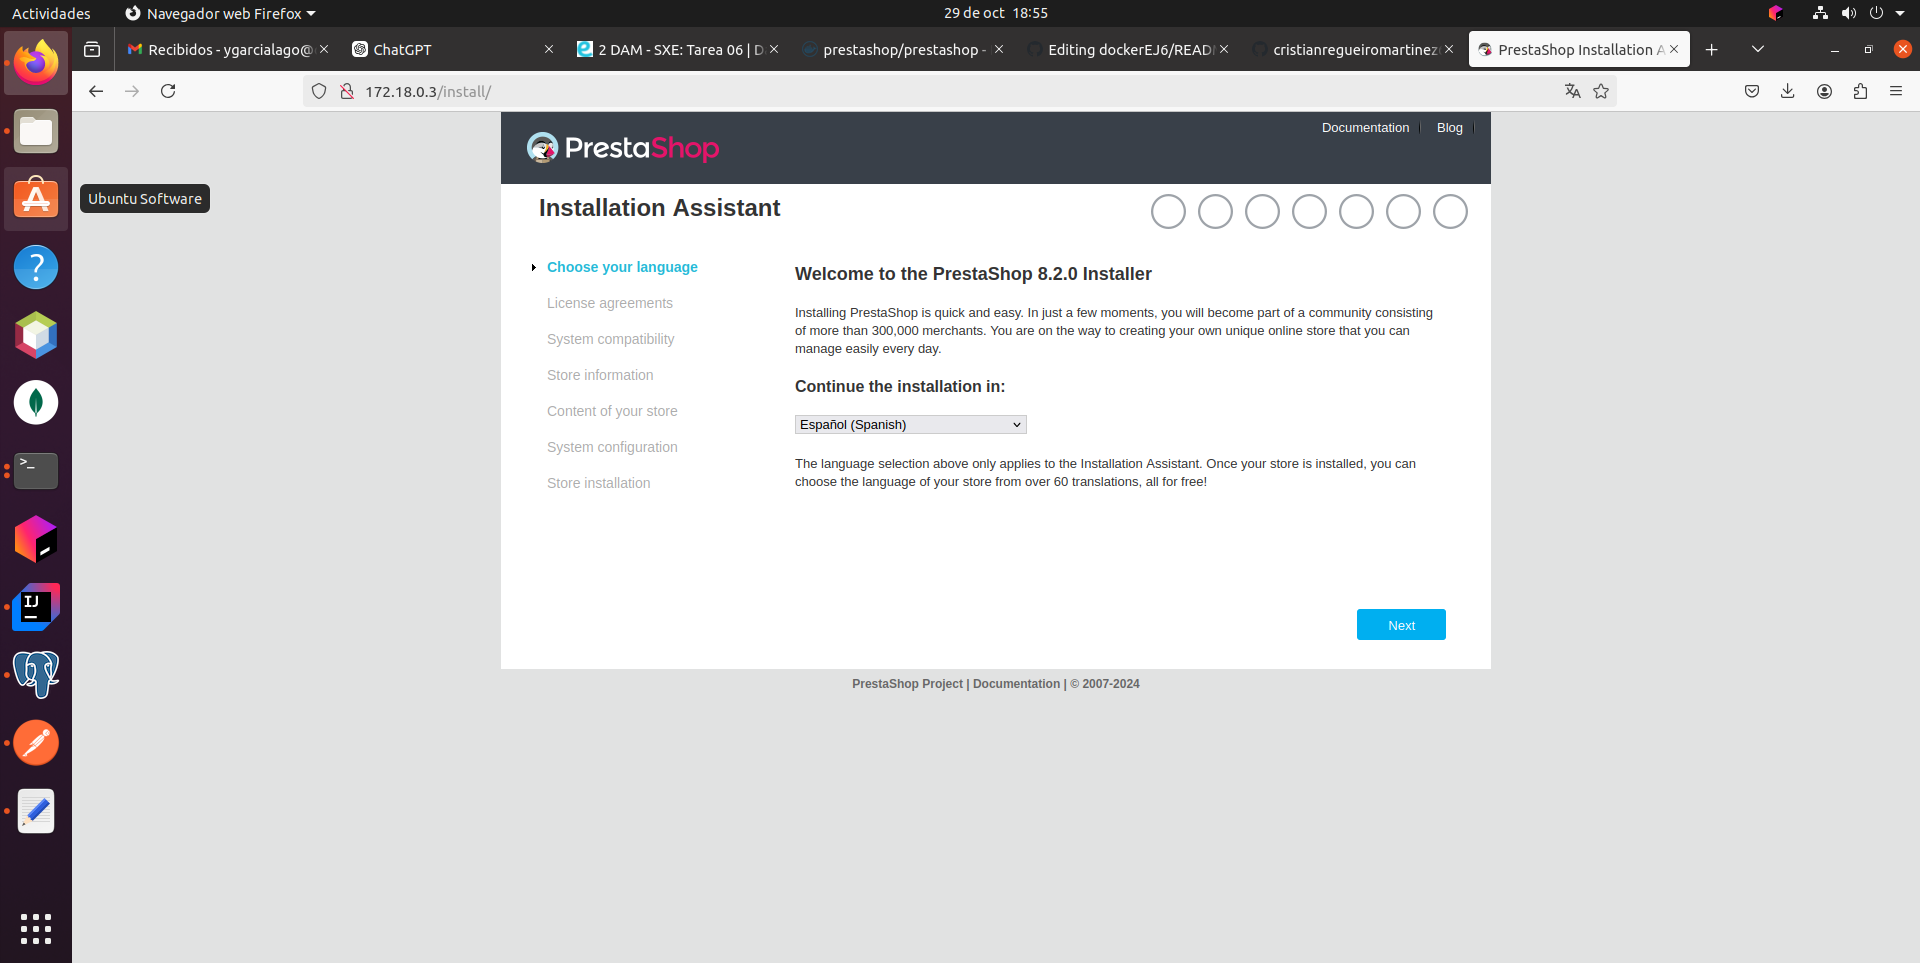 Actividades
Navegador web Firefox
29 de oct 18:55
Recibidos - ygarcialago@
ChatGPT
2 DAM - SXE: Tarea 06 | D
prestashop/prestashop -
Editing dockerEJ6/READ
cristianregueiromartinez
PrestaShop Installation A
172.18.0.3/install/
Documentation
Blog
PrestaShop
Ubuntu Software
Installation Assistant
Choose your language
License agreements
System compatibility
Store information
Content of your store
System configuration
Store installation
Welcome to the PrestaShop 8.2.0 Installer
Installing PrestaShop is quick and easy. In just a few moments, you will become part of a community consisting
of more than 300,000 merchants. You are on the way to creating your own unique online store that you can
manage easily every day.
Continue the installation in:
Español (Spanish)
The language selection above only applies to the Installation Assistant. Once your store is installed, you can
choose the language of your store from over 60 translations, all for free!
Next
PrestaShop Project | Documentation | © 2007-2024
>_
IJ